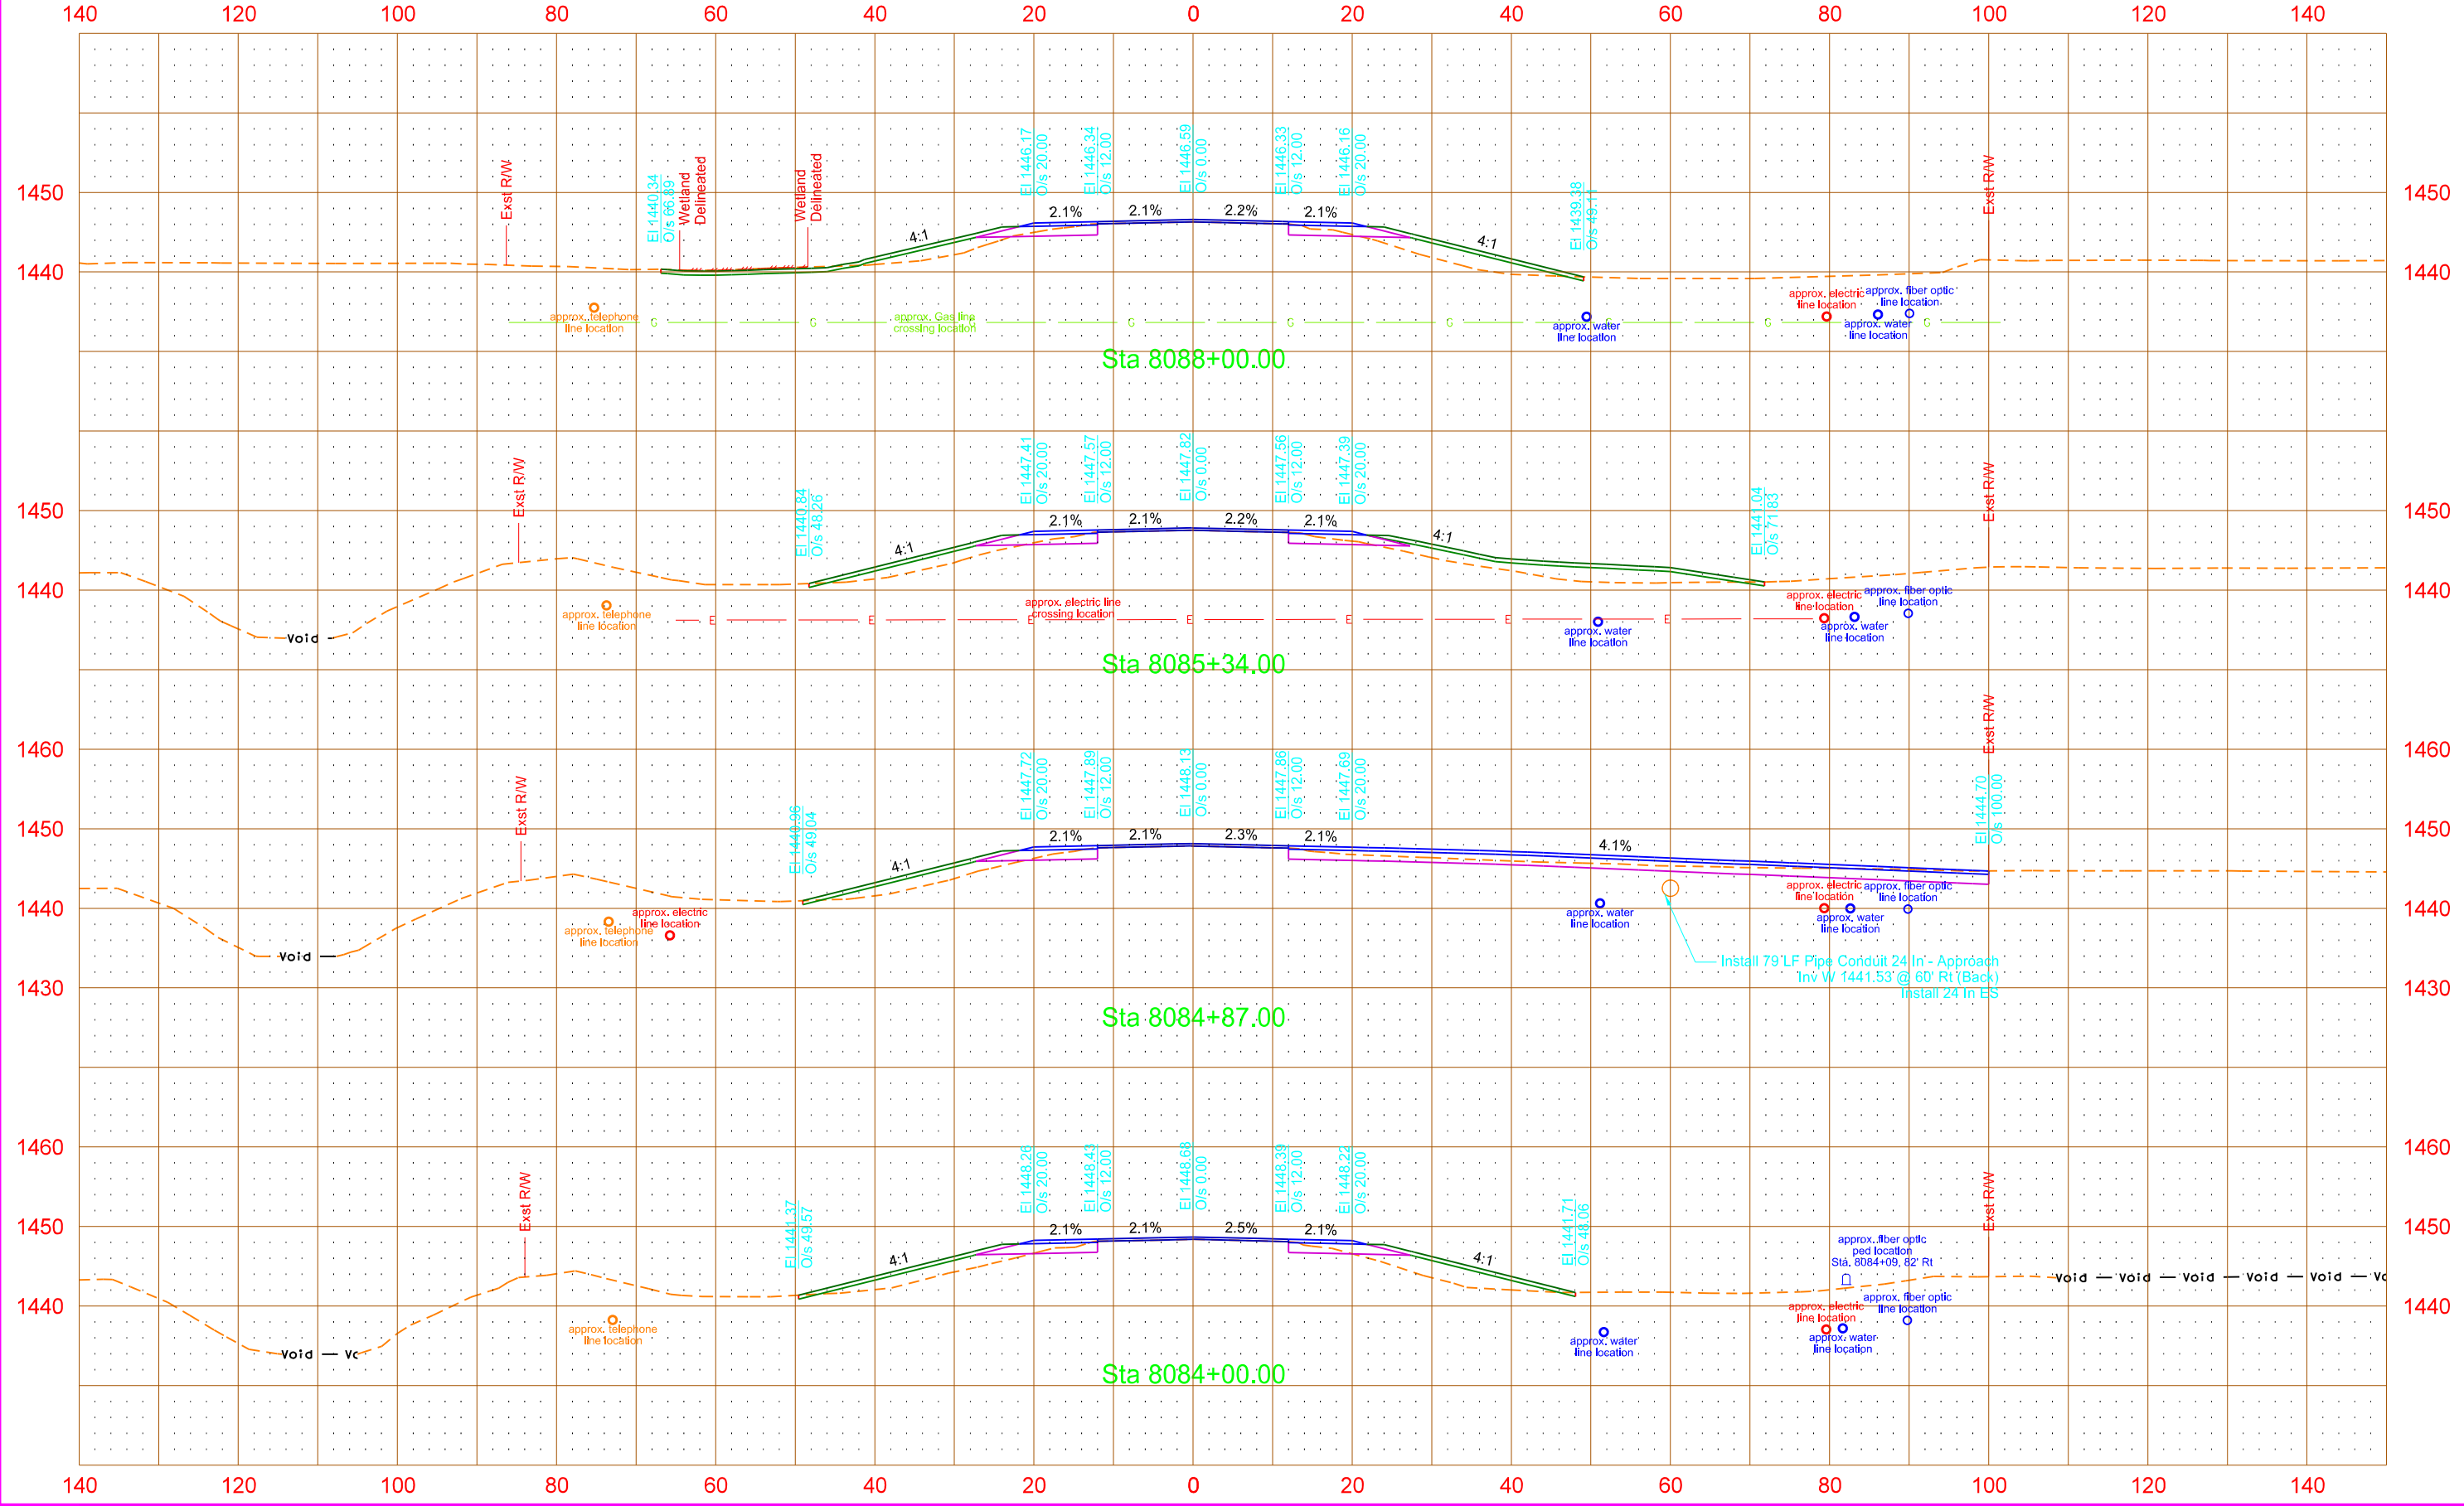 140 120 100 80 60 40 20 0 20 40 60 80 100 120 140
El 1446.17
O/s 20.00
El 1446.34
O/s 12.00
El 1446.59
O/s 0.00
El 1446.33
O/s 12.00
El 1446.16
O/s 20.00
Exst R/W
El 1440.34
O/s 66.89
Wetland
Delineated
Wetland
Delineated
El 1439.38
O/s 49.11
Exst R/W
1450 1450
4:1 2.1% 2.1% 2.2% 2.1% 4:1
1440 1440
approx. telephone
line location
approx. Gas line
crossing location
G G G G G G G G G
approx. water
line location
approx. electric
line location
approx. fiber optic
line location
approx. water
line location
Sta 8088+00.00
El 1447.41
O/s 20.00
El 1447.57
O/s 12.00
El 1447.82
O/s 0.00
El 1447.56
O/s 12.00
El 1447.39
O/s 20.00
Exst R/W
El 1440.84
O/s 48.26
El 1441.04
O/s 71.83
Exst R/W
1450 1450
4:1 2.1% 2.1% 2.2% 2.1% 4:1
1440 1440
Void
approx. telephone
line location
approx. electric line
crossing location
E E E E E E E
approx. water
line location
approx. electric
line location
approx. fiber optic
line location
approx. water
line location
Sta 8085+34.00
1460 1460
El 1447.72
O/s 20.00
El 1447.89
O/s 12.00
El 1448.13
O/s 0.00
El 1447.86
O/s 12.00
El 1447.69
O/s 20.00
Exst R/W
El 1440.96
O/s 49.04
Exst R/W
El 1444.70
O/s 100.00
1450 1450
4:1 2.1% 2.1% 2.3% 2.1% 4.1%
1440 1440
Void
approx. telephone
line location
approx. electric
line location
approx. water
line location
approx. electric
line location
approx. fiber optic
line location
approx. water
line location
Install 79 LF Pipe Conduit 24 In - Approach
Inv W 1441.53 @ 60' Rt (Back)
Install 24 In ES
1430 1430
Sta 8084+87.00
1460 1460
El 1448.26
O/s 20.00
El 1448.43
O/s 12.00
El 1448.68
O/s 0.00
El 1448.39
O/s 12.00
El 1448.22
O/s 20.00
Exst R/W
El 1441.37
O/s 49.57
El 1441.71
O/s 48.06
Exst R/W
1450 1450
4:1 2.1% 2.1% 2.5% 2.1% 4:1
approx. fiber optic
ped location
Sta. 8084+09, 82' Rt
Void Void Void Void Void Vo
1440 1440
Void Vo
approx. telephone
line location
approx. water
line location
approx. electric
line location
approx. fiber optic
line location
approx. water
line location
Sta 8084+00.00
140 120 100 80 60 40 20 0 20 40 60 80 100 120 140